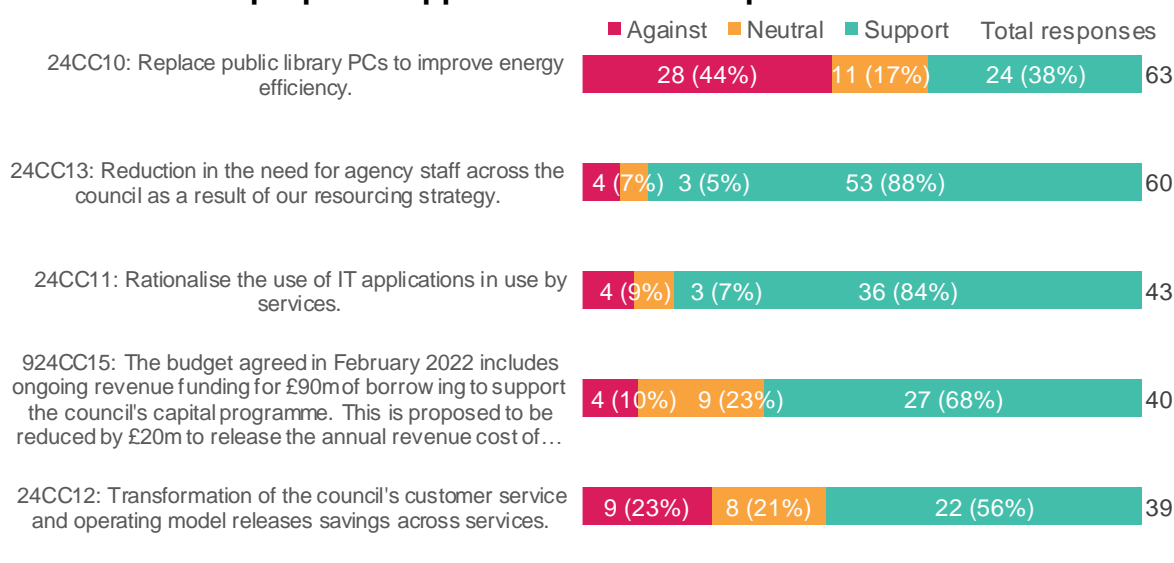 Against Neutral Support Total responses
24CC10: Replace public library PCs to improve energy
efficiency.
28 (44%) 11 (17%) 24 (38%) 63
24CC13: Reduction in the need for agency staff across the
council as a result of our resourcing strategy.
4 (7%) 3 (5%) 53 (88%) 60
24CC11: Rationalise the use of IT applications in use by
services.
4 (9%) 3 (7%) 36 (84%) 43
924CC15: The budget agreed in February 2022 includes
ongoing revenue funding for £90m of borrowing to support
the council's capital programme. This is proposed to be
reduced by £20m to release the annual revenue cost of…
4 (10%) 9 (23%) 27 (68%) 40
24CC12: Transformation of the council's customer service
and operating model releases savings across services.
9 (23%) 8 (21%) 22 (56%) 39